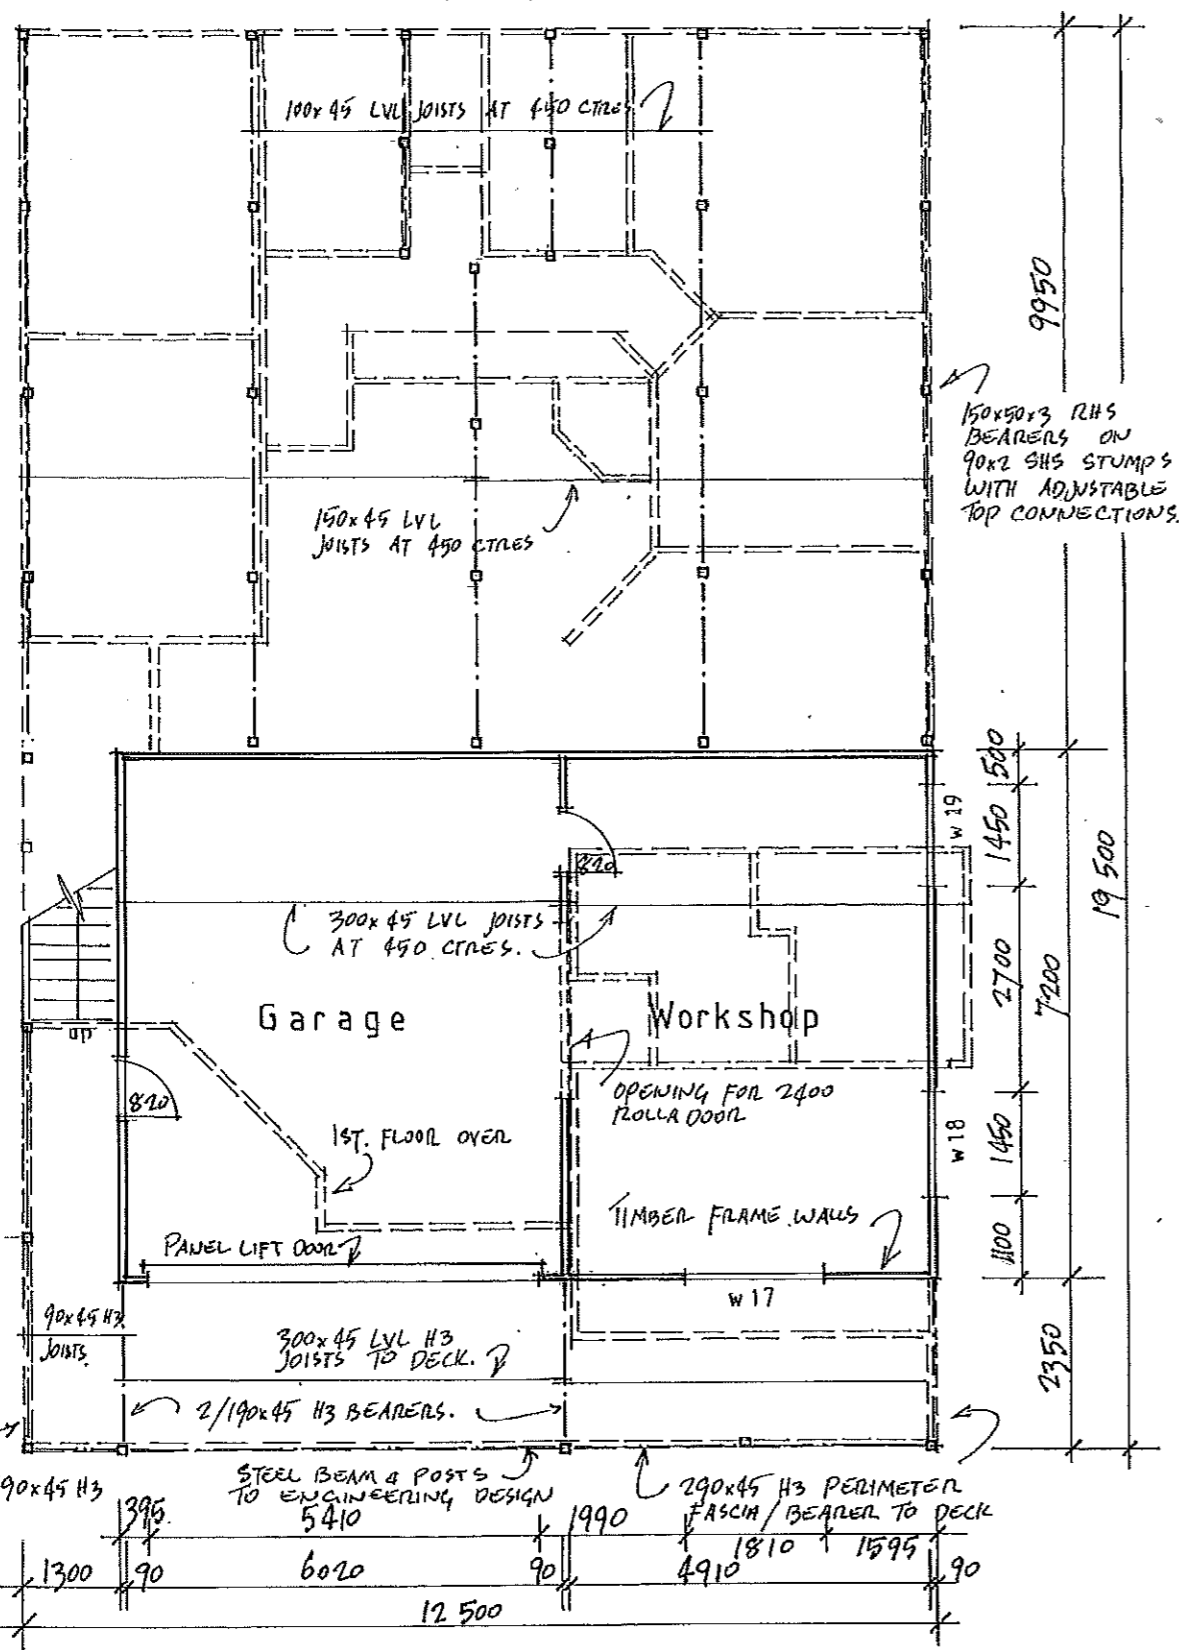 100x45 LVL JOISTS AT 450 CTRES
9950
150x50x3 RHS
BEARERS ON
90x2 SHS STUMPS
WITH ADJUSTABLE
TOP CONNECTIONS.
150x45 LVL
JOISTS AT 450 CTRES
500
W 19
1450
820
19 500
300x45 LVL JOISTS
AT 450 CTRES.
2700
7200
Garage
Workshop
UP
820
OPENING FOR 2400
ROLLA DOOR
1ST. FLOOR OVER
W 18
1450
TIMBER FRAME WALLS
1100
PANEL LIFT DOOR
W 17
90x45 H3
JOISTS.
300x45 LVL H3
JOISTS TO DECK.
2350
2/190x45 H3 BEARERS.
90x45 H3
STEEL BEAM & POSTS
TO ENGINEERING DESIGN
290x45 H3 PERIMETER
FASCIA / BEARER TO DECK
395
5410
1990
1810
1595
1300
90
6020
90
4910
90
12 500